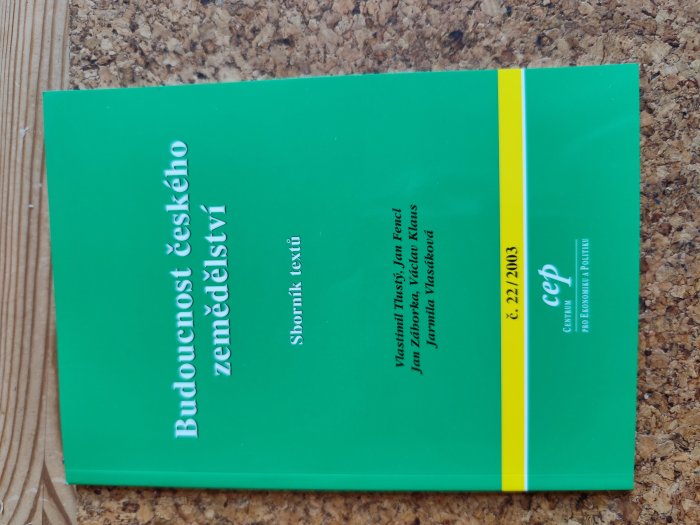 Budoucnost českého
zemědělství
Sborník textů
Vlastimil Tlustý, Jan Fencl
Jan Záborka, Václav Klaus
Jarmila Vlasáková
č. 22/2003
cep
CENTRUM
PRO EKONOMIKU A POLITIKU